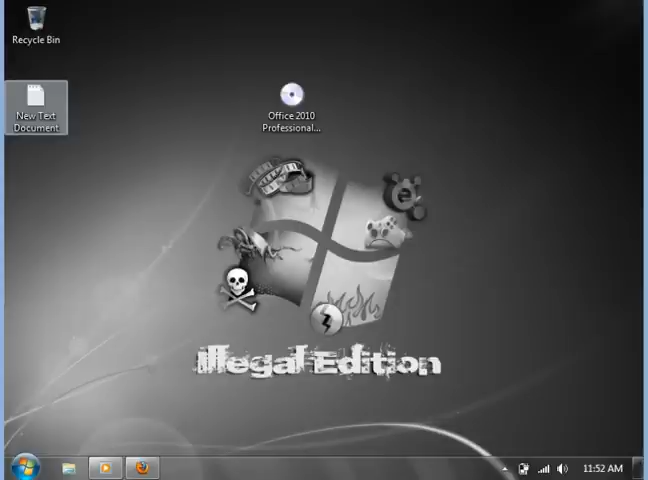 Recycle Bin
New Text
Document
Office 2010
Professional...
Illegal Edition
11:52 AM